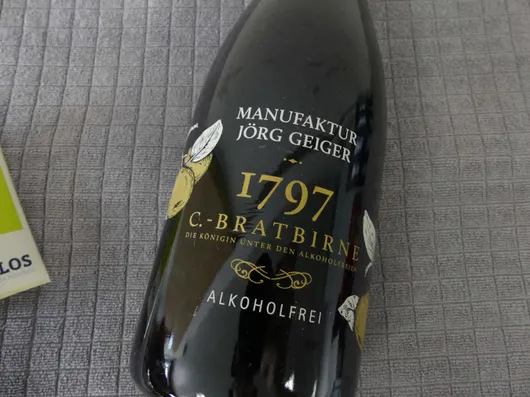 MANUFAKTUR
JÖRG GEIGER
1797
C.-BRATBIRNE
DIE KÖNIGIN UNTER DEN ALKOHOLFREIEN
ALKOHOLFREI
LOS